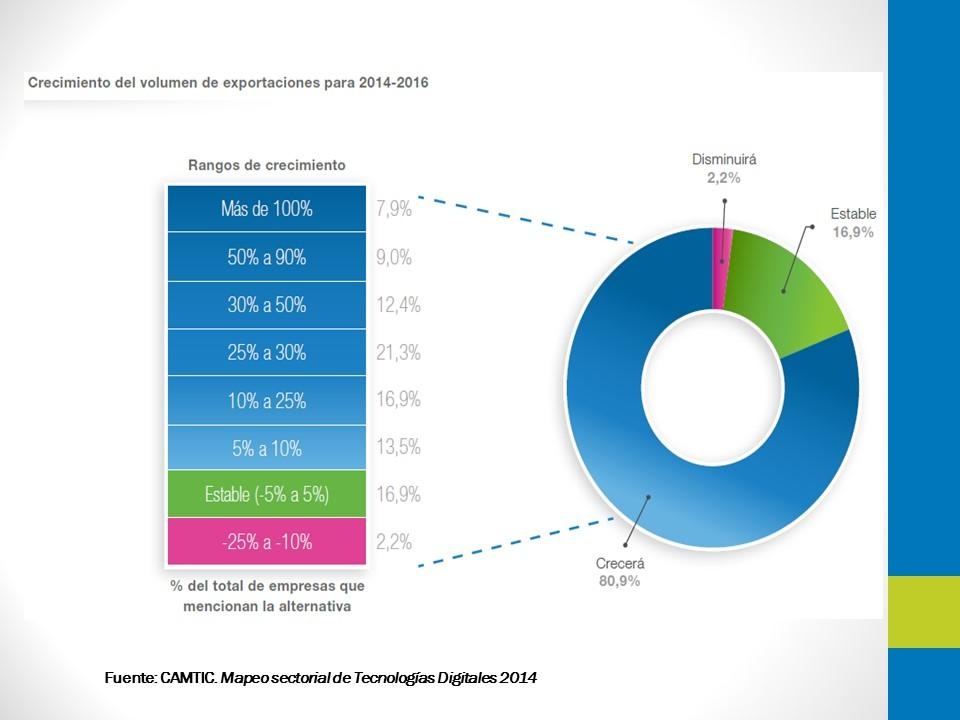 Crecimiento del volumen de exportaciones para 2014-2016
Rangos de crecimiento
Más de 100% 7,9%
50% a 90% 9,0%
30% a 50% 12,4%
25% a 30% 21,3%
10% a 25% 16,9%
5% a 10% 13,5%
Estable (-5% a 5%) 16,9%
-25% a -10% 2,2%
% del total de empresas que
mencionan la alternativa
Disminuirá
2,2%
Estable
16,9%
Crecerá
80,9%
Fuente: CAMTIC. Mapeo sectorial de Tecnologías Digitales 2014